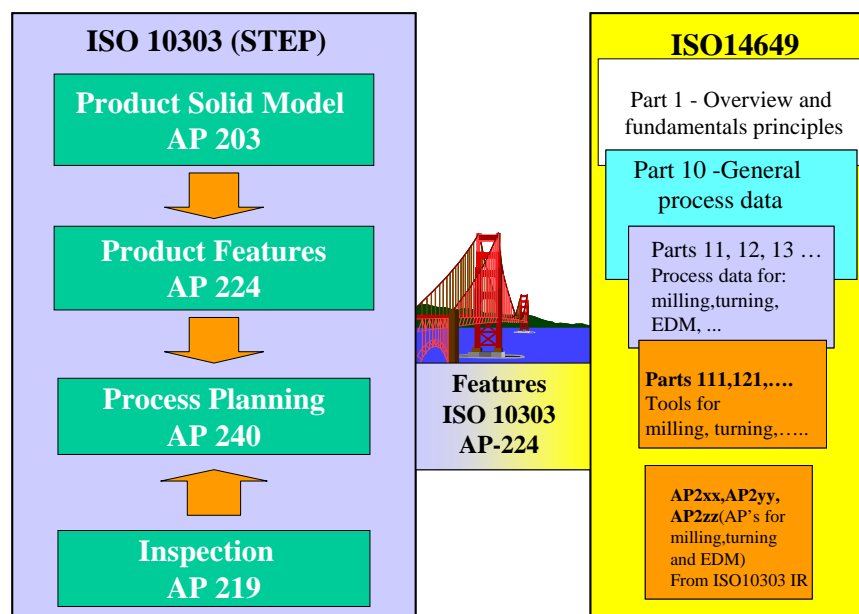 ISO 10303 (STEP)
Product Solid Model
AP 203
Product Features
AP 224
Process Planning
AP 240
Inspection
AP 219
Features
ISO 10303
AP-224
ISO14649
Part 1 - Overview and
fundamentals principles
Part 10 -General
process data
Parts 11, 12, 13 …
Process data for:
milling,turning,
EDM, ...
Parts 111,121,….
Tools for
milling, turning,…..
AP2xx,AP2yy,
AP2zz(AP’s for
milling,turning
and EDM)
From ISO10303 IR